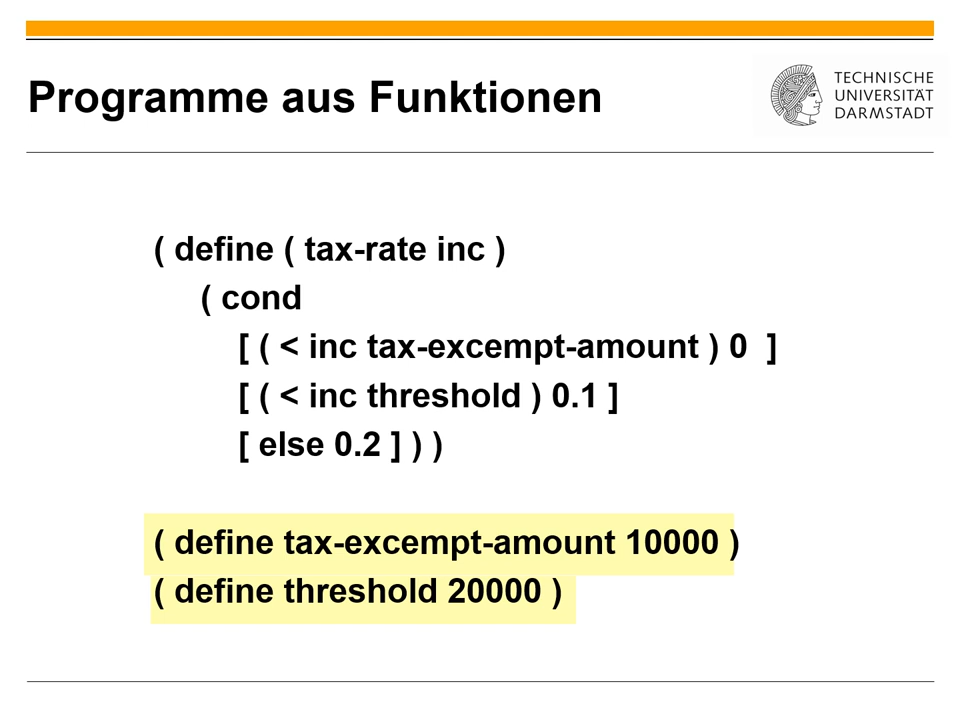 Programme aus Funktionen
TECHNISCHE
UNIVERSITÄT
DARMSTADT
( define ( tax-rate inc )
( cond
[ ( < inc tax-excempt-amount ) 0 ]
[ ( < inc threshold ) 0.1 ]
[ else 0.2 ] ) )
( define tax-excempt-amount 10000 )
( define threshold 20000 )